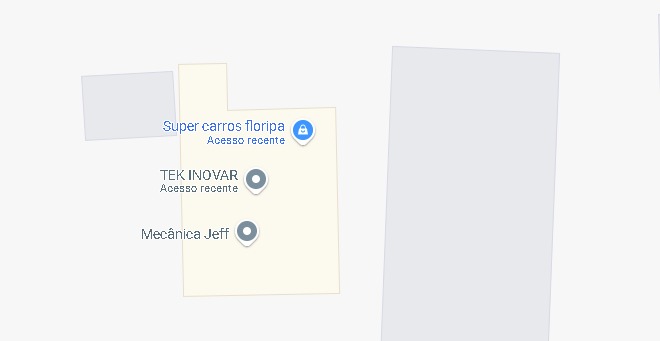 Super carros floripa
Acesso recente
TEK INOVAR
Acesso recente
Mecânica Jeff